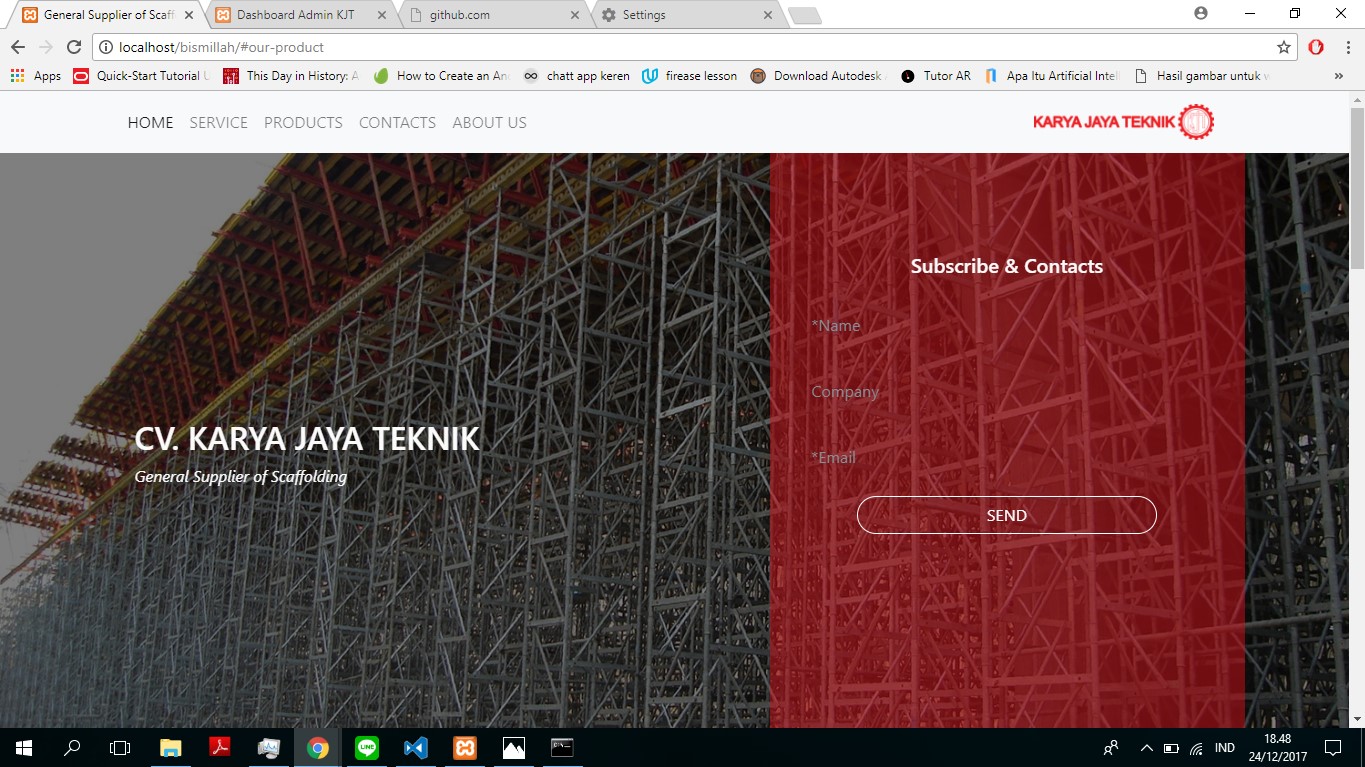 General Supplier of Scaff
Dashboard Admin KJT
github.com
Settings
localhost/bismillah/#our-product
Apps
Quick-Start Tutorial U
This Day in History: A
How to Create an An
chatt app keren
firease lesson
Download Autodesk
Tutor AR
Apa Itu Artificial Intel
Hasil gambar untuk w
»
HOME SERVICE PRODUCTS CONTACTS ABOUT US
KARYA JAYA TEKNIK
Subscribe & Contacts
*Name
Company
*Email
SEND
CV. KARYA JAYA TEKNIK
General Supplier of Scaffolding
LINE
IND
18.48
24/12/2017